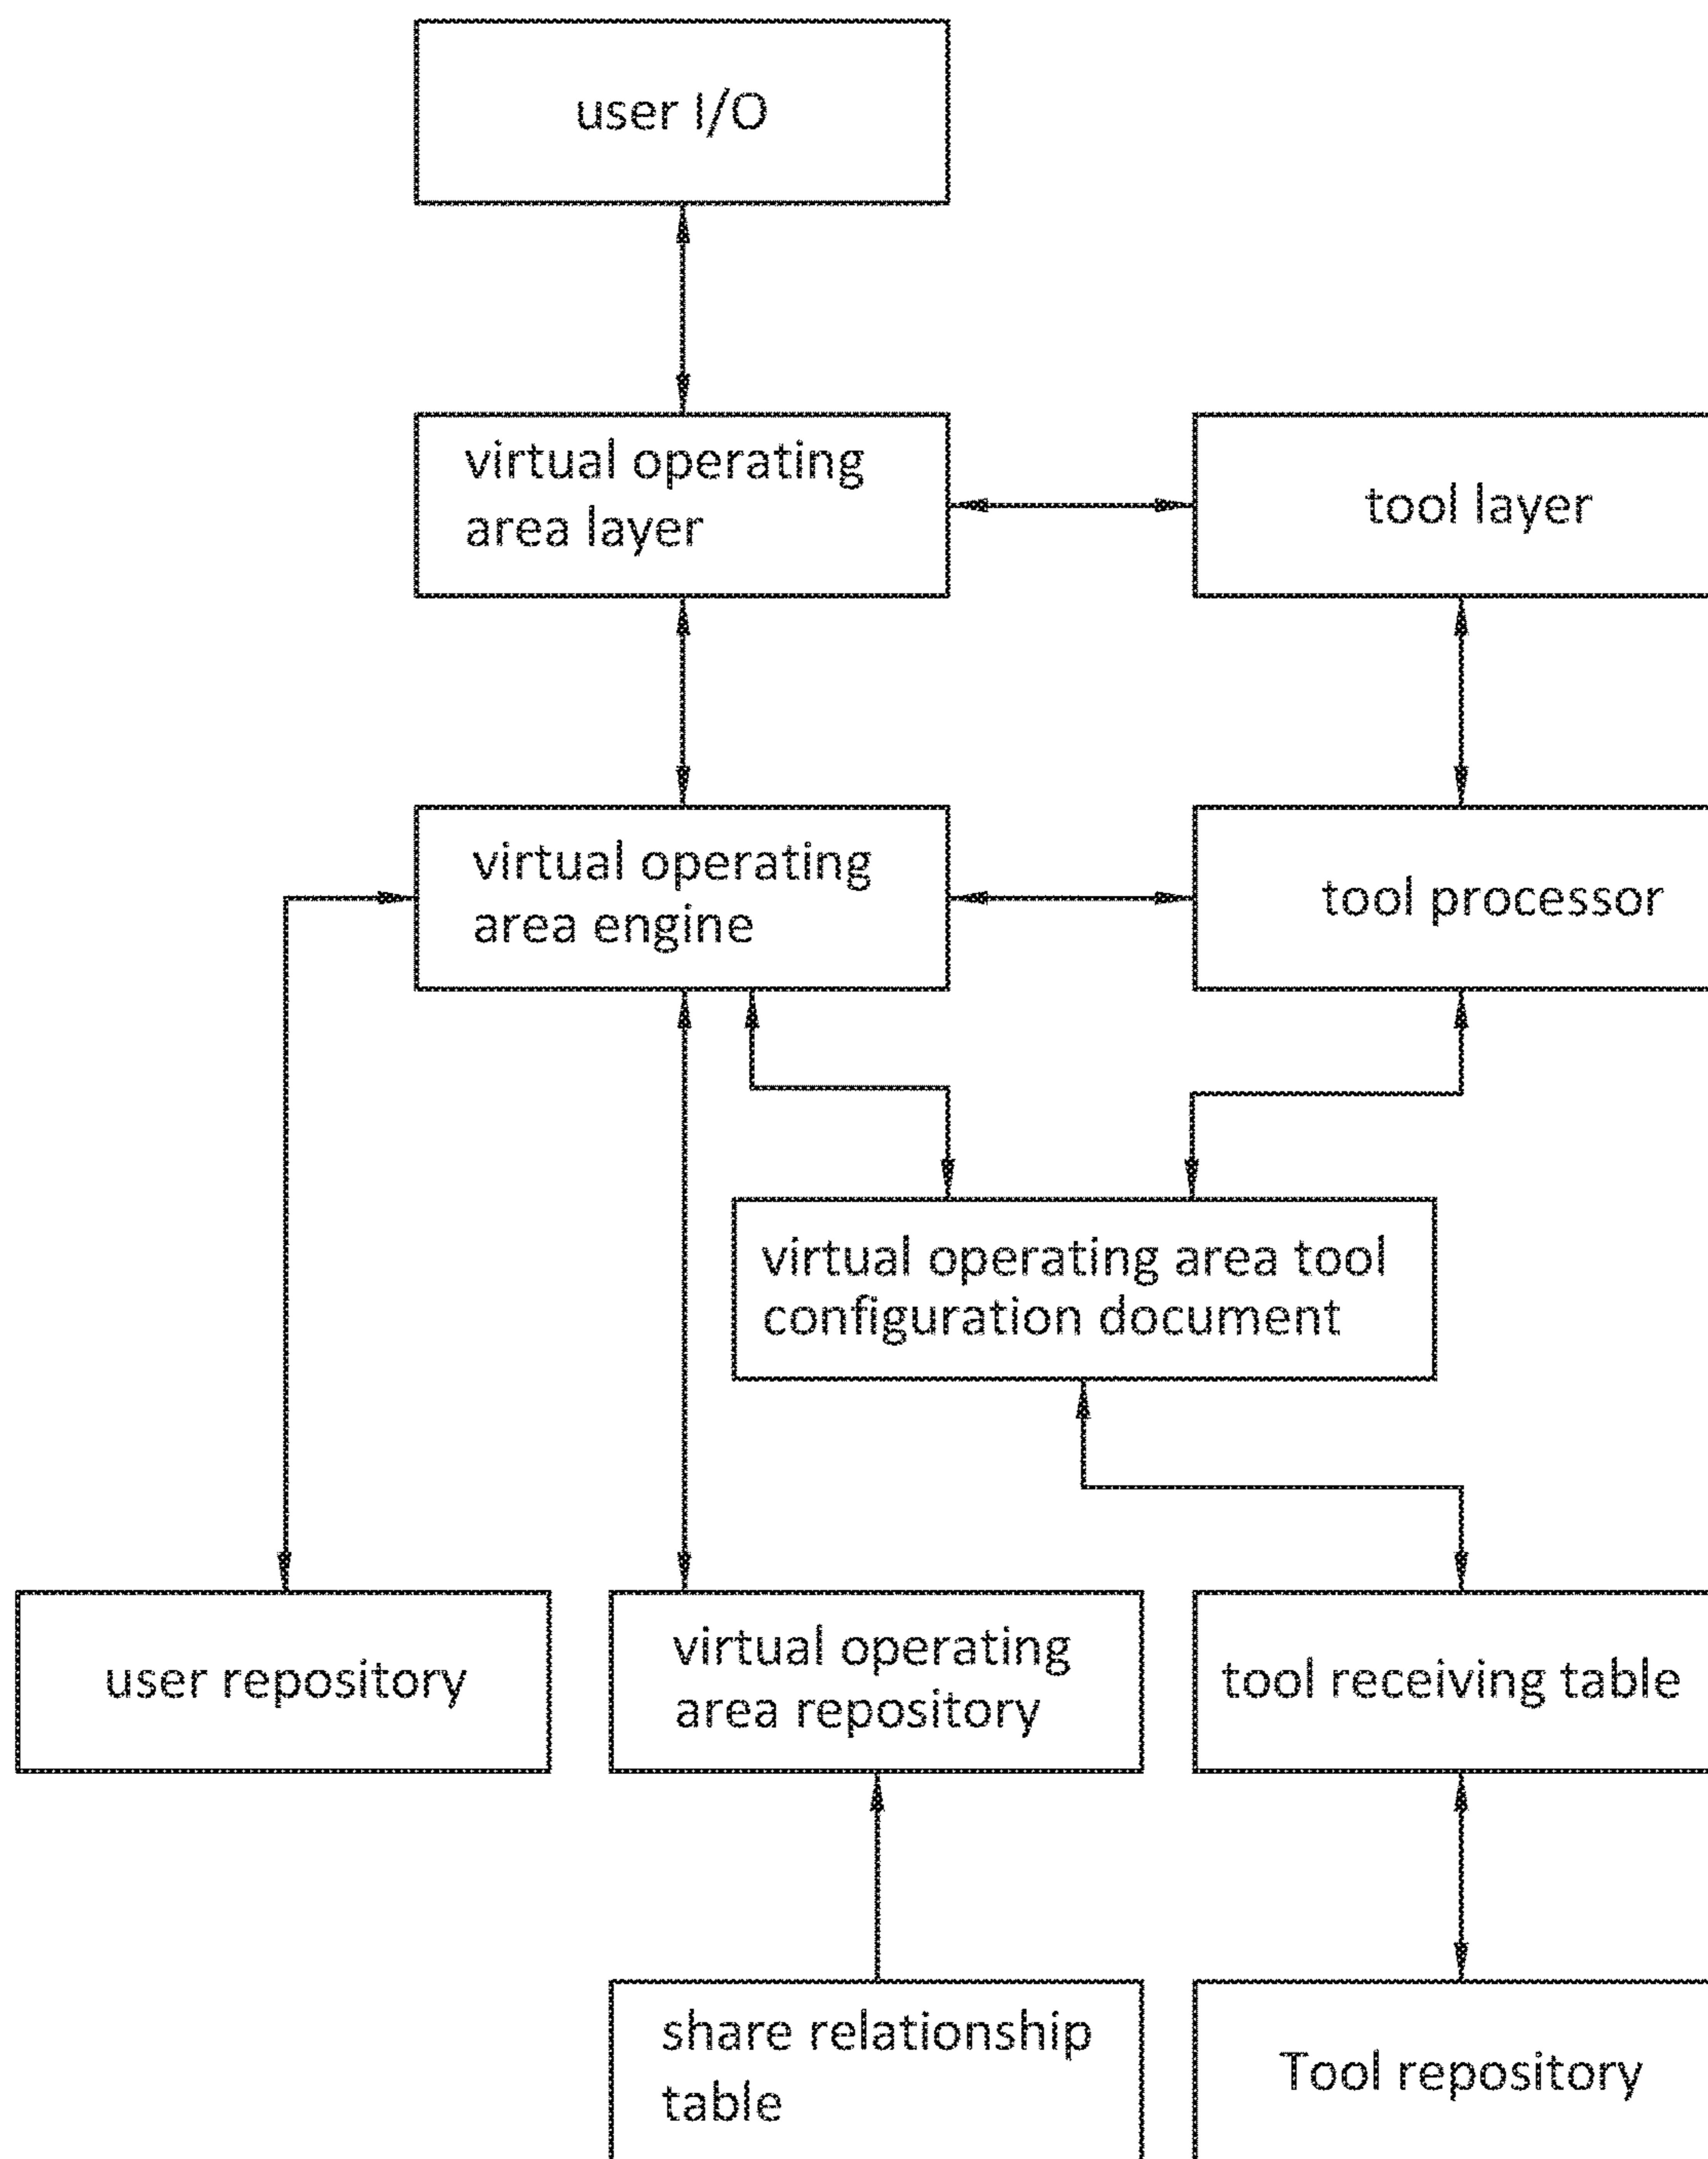 user I/O
virtual operating
area layer
tool layer
virtual operating
area engine
tool processor
virtual operating area tool
configuration document
user repository
virtual operating
area repository
tool receiving table
share relationship
table
Tool repository